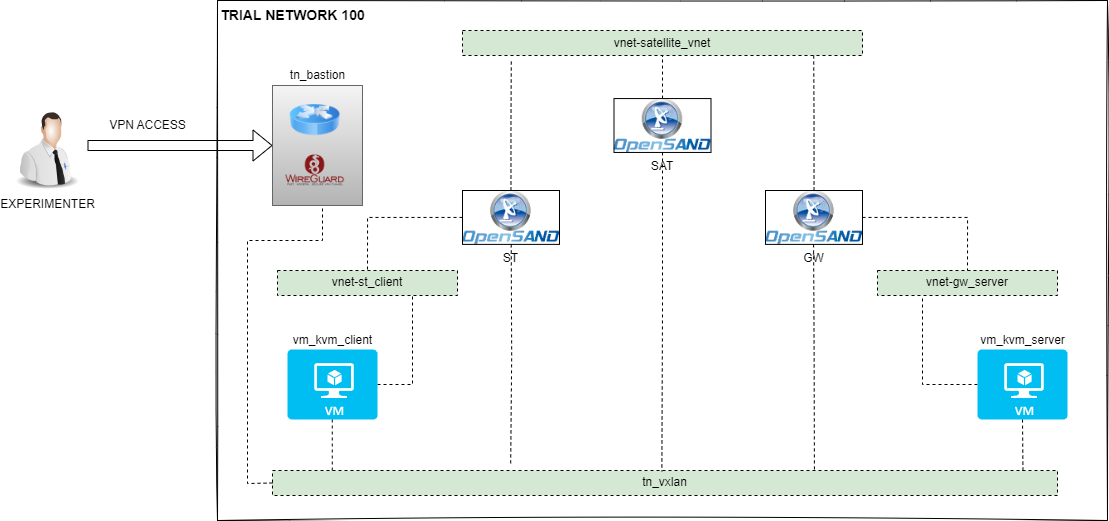 TRIAL NETWORK 100
vnet-satellite_vnet
tn_bastion
VPN ACCESS
WIREGUARD
EXPERIMENTER
OpenSAND
SAT
OpenSAND
ST
OpenSAND
GW
vnet-st_client
vnet-gw_server
vm_kvm_client
VM
vm_kvm_server
VM
tn_vxlan